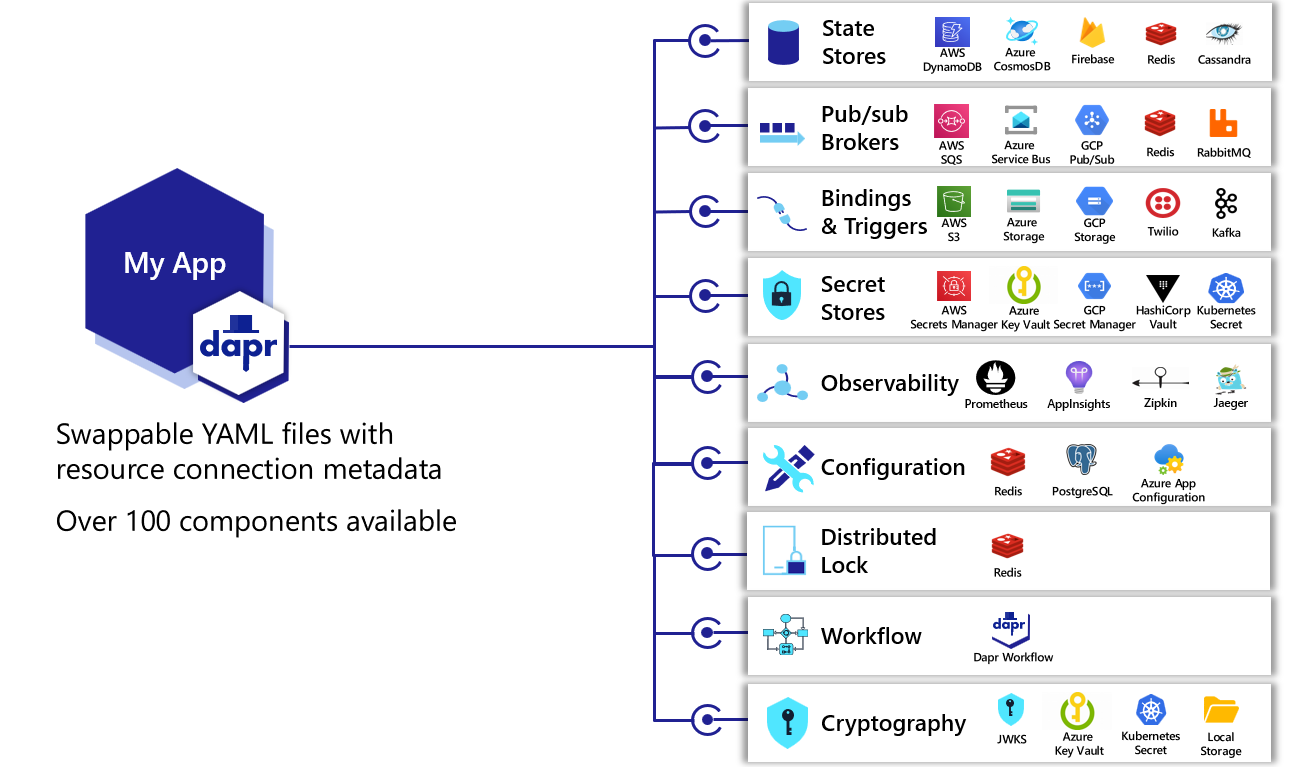 State
Stores
AWS
DynamoDB
Azure
CosmosDB
Firebase
Redis
Cassandra
Pub/sub
Brokers
AWS
SQS
Azure
Service Bus
GCP
Pub/Sub
Redis
RabbitMQ
Bindings
& Triggers
AWS
S3
Azure
Storage
GCP
Storage
Twilio
Kafka
My App
dapr
Secret
Stores
AWS
Secrets Manager
Azure
Key Vault
GCP
Secret Manager
HashiCorp
Vault
Kubernetes
Secret
Observability
Prometheus
AppInsights
Zipkin
Jaeger
Swappable YAML files with
resource connection metadata
Over 100 components available
Configuration
Redis
PostgreSQL
Azure App
Configuration
Distributed
Lock
Redis
Workflow
dapr
Dapr Workflow
Cryptography
JWKS
Azure
Key Vault
Kubernetes
Secret
Local
Storage